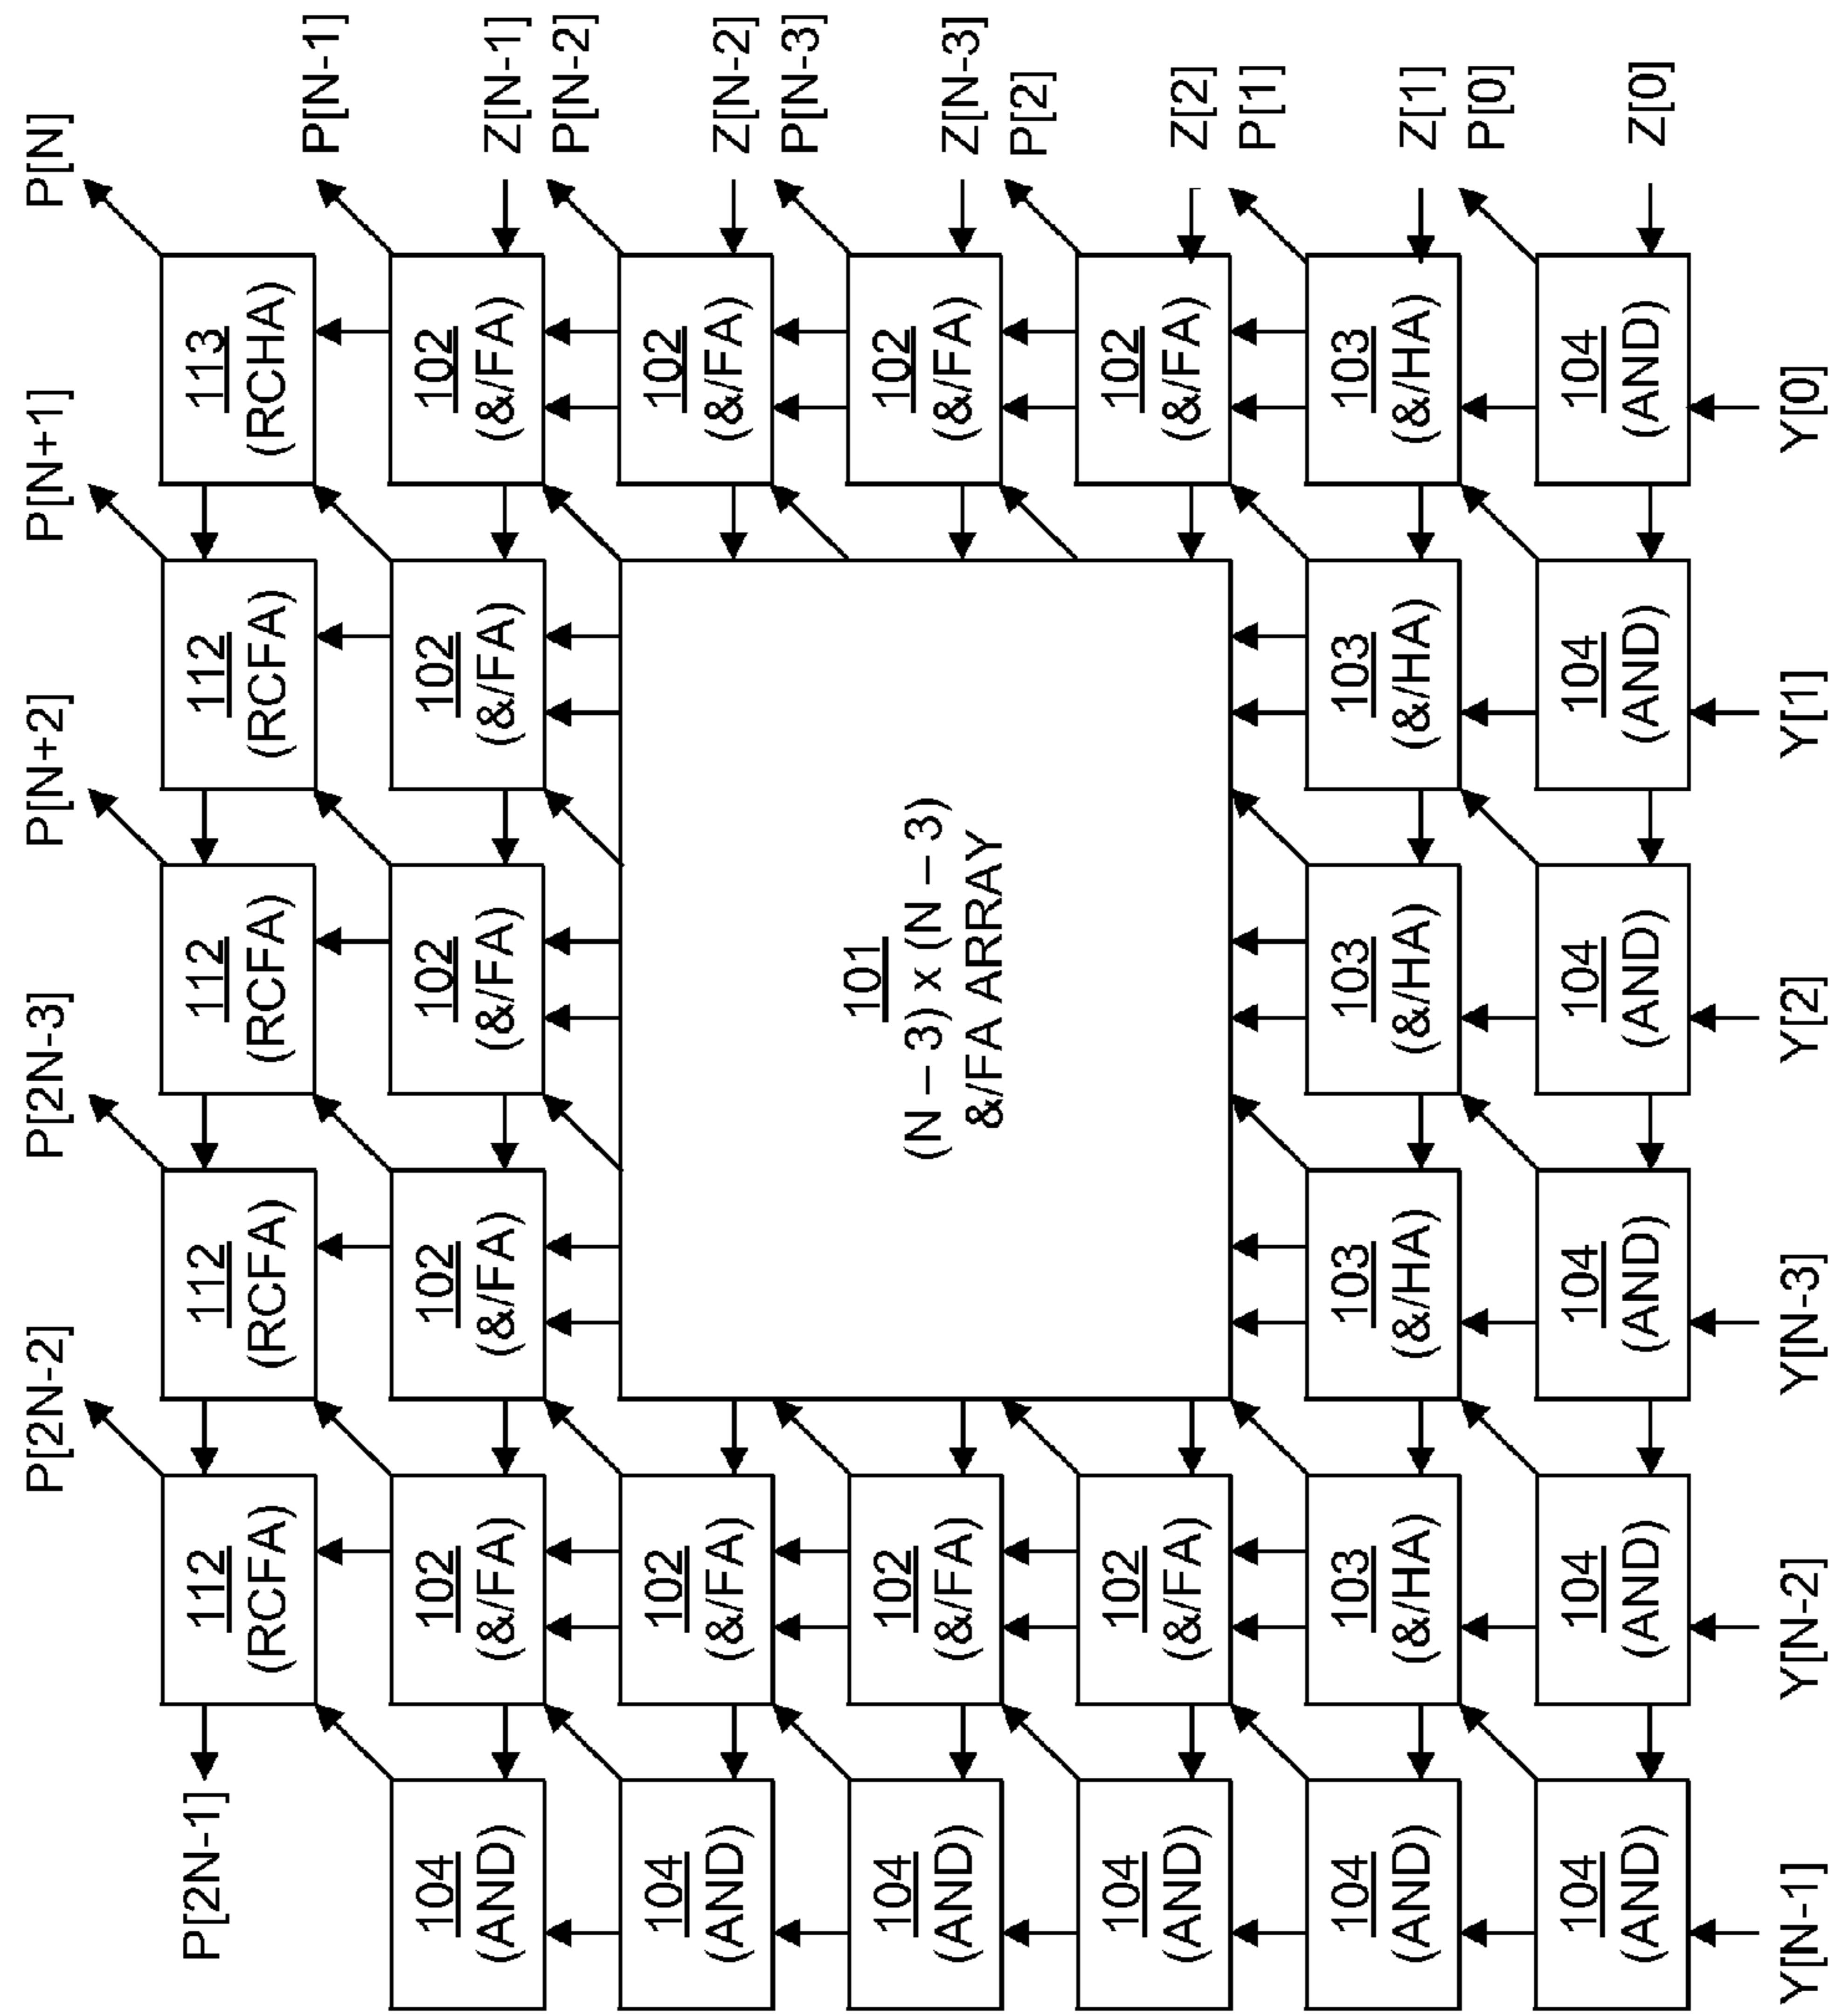 P[2N-2] P[2N-3] P[N+2] P[N+1] P[N]
P[2N-1] 112 112 112 112 113
(RCFA) (RCFA) (RCFA) (RCFA) (RCHA)
P[N-1]
104 102 102 102 102 102
(AND) (&/FA) (&/FA) (&/FA) (&/FA) (&/FA) Z[N-1]
P[N-2]
104 102 102
(AND) (&/FA) (&/FA) Z[N-2]
P[N-3]
101
104 102 102
(N – 3) x (N – 3)
(AND) (&/FA) (&/FA) Z[N-3]
&/FA ARRAY
P[2]
104 102 102
(AND) (&/FA) (&/FA) Z[2]
P[1]
104 103 103 103 103 103
(AND) (&/HA) (&/HA) (&/HA) (&/HA) (&/HA) Z[1]
P[0]
104 104 104 104 104 104
(AND) (AND) (AND) (AND) (AND) (AND) Z[0]
Y[N-1] Y[N-2] Y[N-3] Y[2] Y[1] Y[0]